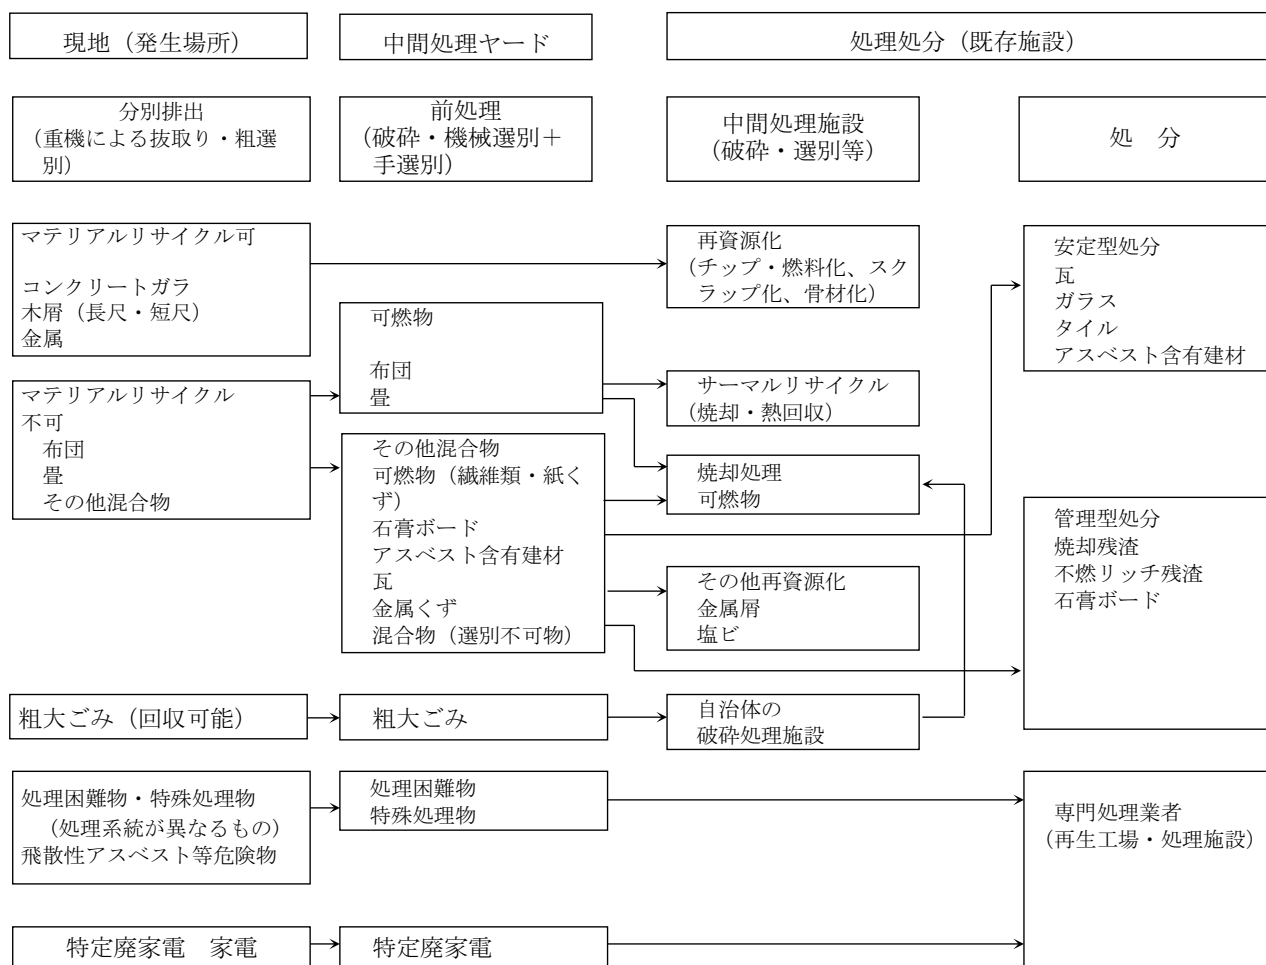 現地（発生場所）
中間処理ヤード
処理処分（既存施設）
分別排出
（重機による抜取り・粗選
別）
前処理
（破砕・機械選別＋
手選別）
中間処理施設
（破砕・選別等）
処　分
マテリアルリサイクル可
コンクリートガラ
木屑（長尺・短尺）
金属
再資源化
（チップ・燃料化、スク
ラップ化、骨材化）
安定型処分
瓦
ガラス
タイル
アスベスト含有建材
可燃物
布団
畳
マテリアルリサイクル
不可
布団
畳
その他混合物
サーマルリサイクル
（焼却・熱回収）
その他混合物
可燃物（繊維類・紙く
ず）
石膏ボード
アスベスト含有建材
瓦
金属くず
混合物（選別不可物）
焼却処理
可燃物
その他再資源化
金属屑
塩ビ
管理型処分
焼却残渣
不燃リッチ残渣
石膏ボード
粗大ごみ（回収可能）
粗大ごみ
自治体の
破砕処理施設
処理困難物・特殊処理物
（処理系統が異なるもの）
飛散性アスベスト等危険物
処理困難物
特殊処理物
専門処理業者
（再生工場・処理施設）
特定廃家電　家電
特定廃家電